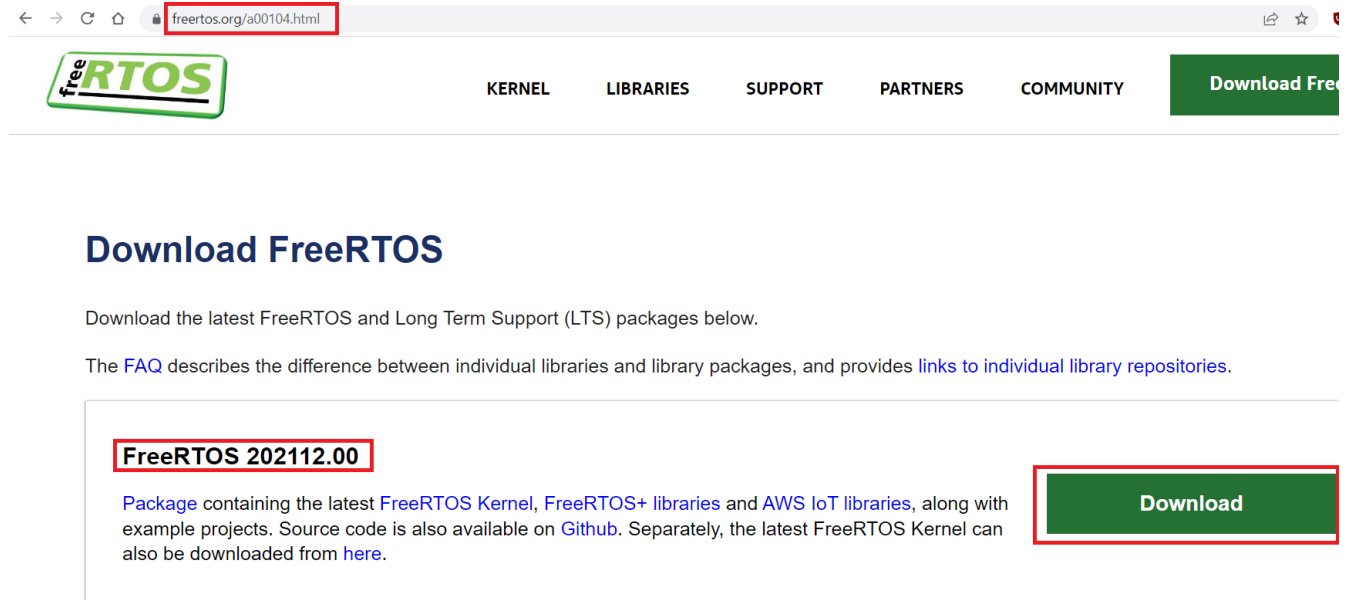 freertos.org/a00104.html
free RTOS
KERNEL LIBRARIES SUPPORT PARTNERS COMMUNITY Download
Download FreeRTOS
Download the latest FreeRTOS and Long Term Support (LTS) packages below.
The FAQ describes the difference between individual libraries and library packages, and provides links to individual library repositories.
FreeRTOS 202112.00
Package containing the latest FreeRTOS Kernel, FreeRTOS+ libraries and AWS IoT libraries, along with
example projects. Source code is also available on Github. Separately, the latest FreeRTOS Kernel can
also be downloaded from here.
Download